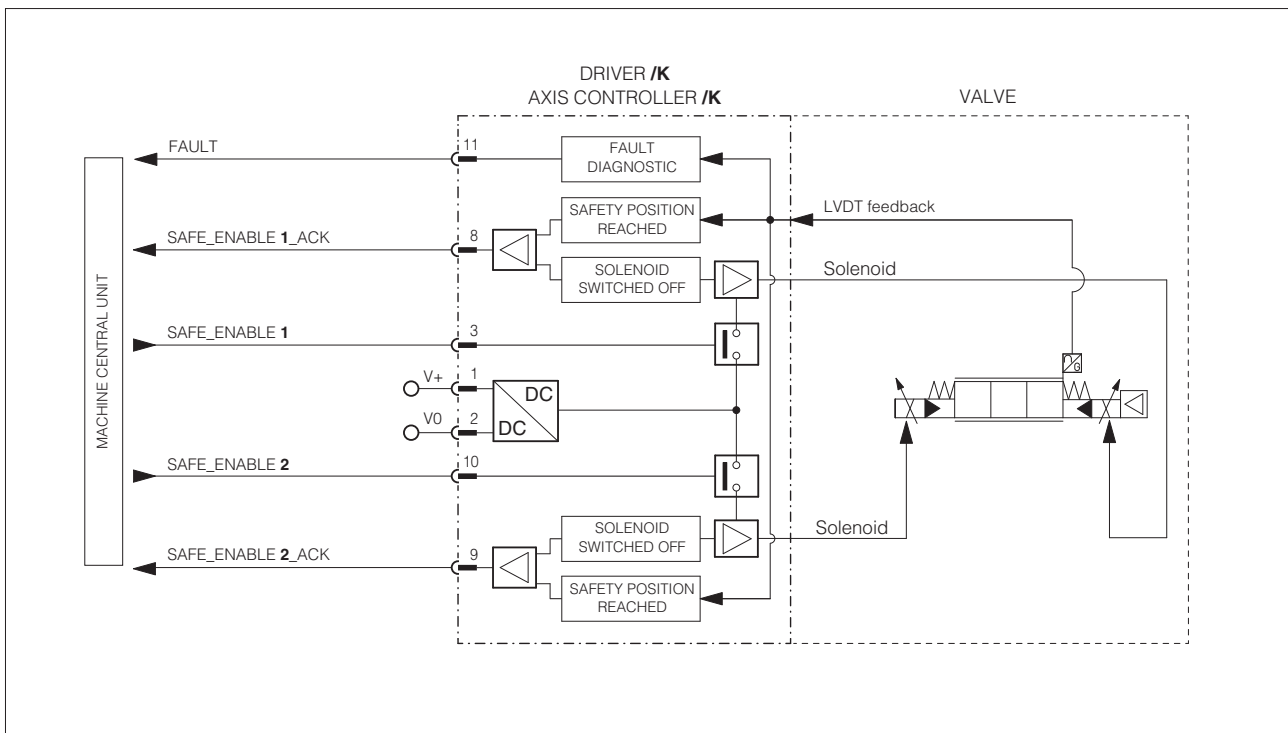 DRIVER /K
AXIS CONTROLLER /K
VALVE
FAULT
11
FAULT
DIAGNOSTIC
SAFETY POSITION
REACHED
LVDT feedback
SAFE_ENABLE 1_ACK
8
SOLENOID
SWITCHED OFF
Solenoid
MACHINE CENTRAL UNIT
SAFE_ENABLE 1
3
V+
1
DC
DC
V0
2
G
SAFE_ENABLE 2
10
SOLENOID
SWITCHED OFF
Solenoid
SAFE_ENABLE 2_ACK
9
SAFETY POSITION
REACHED